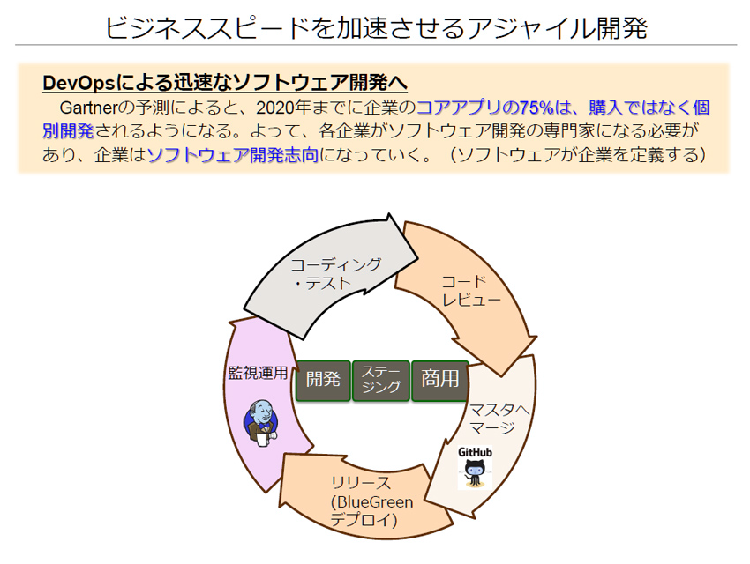 ビジネススピードを加速させるアジャイル開発
DevOpsによる迅速なソフトウェア開発へ
Gartnerの予測によると、2020年までに企業のコアアプリの75%は、購入ではなく個
別開発されるようになる。よって、各企業がソフトウェア開発の専門家になる必要が
あり、企業はソフトウェア開発志向になっていく。（ソフトウェアが企業を定義する）
コーディング
・テスト
コード
レビュー
監視運用
開発
ステー
ジング
商用
マスタへ
マージ
GitHub
リリース
(BlueGreen
デプロイ)